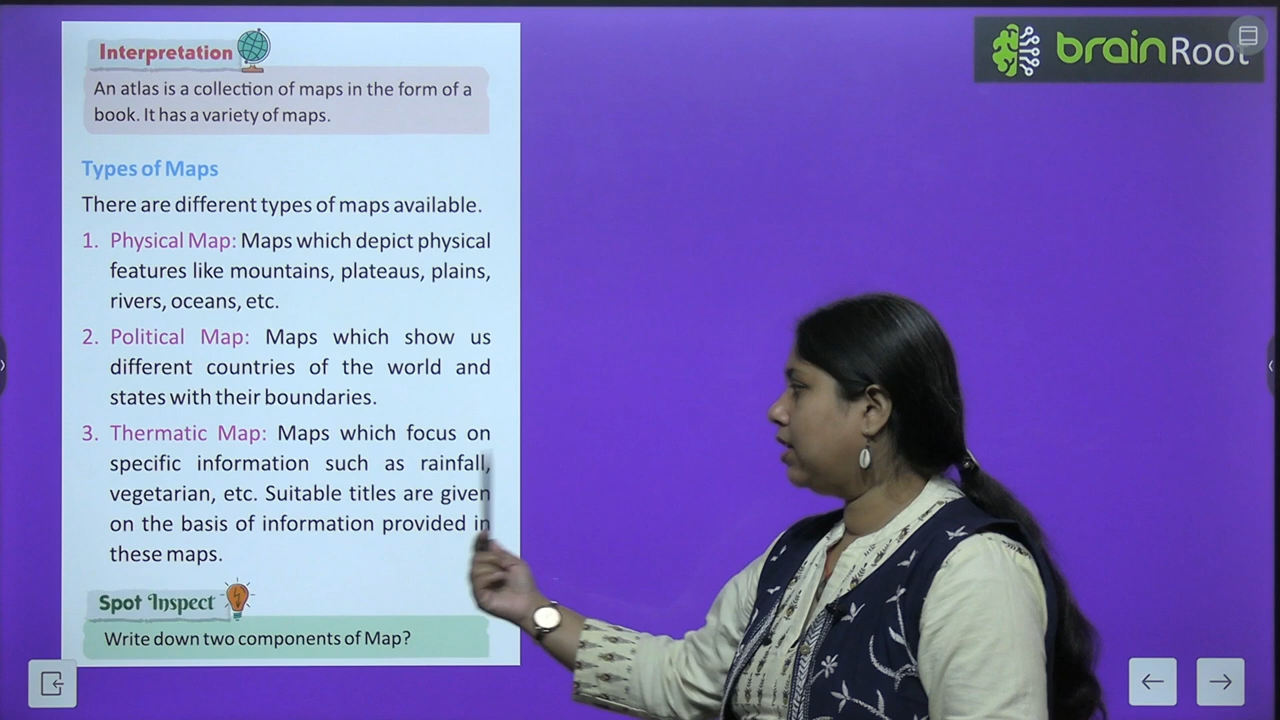 Interpretation
An atlas is a collection of maps in the form of a
book. It has a variety of maps.
Types of Maps
There are different types of maps available.
1. Physical Map: Maps which depict physical
features like mountains, plateaus, plains,
rivers, oceans, etc.
2. Political Map: Maps which show us
different countries of the world and
states with their boundaries.
3. Thermatic Map: Maps which focus on
specific information such as rainfall,
vegetarian, etc. Suitable titles are given
on the basis of information provided in
these maps.
Spot Inspect
Write down two components of Map?
brainRoot